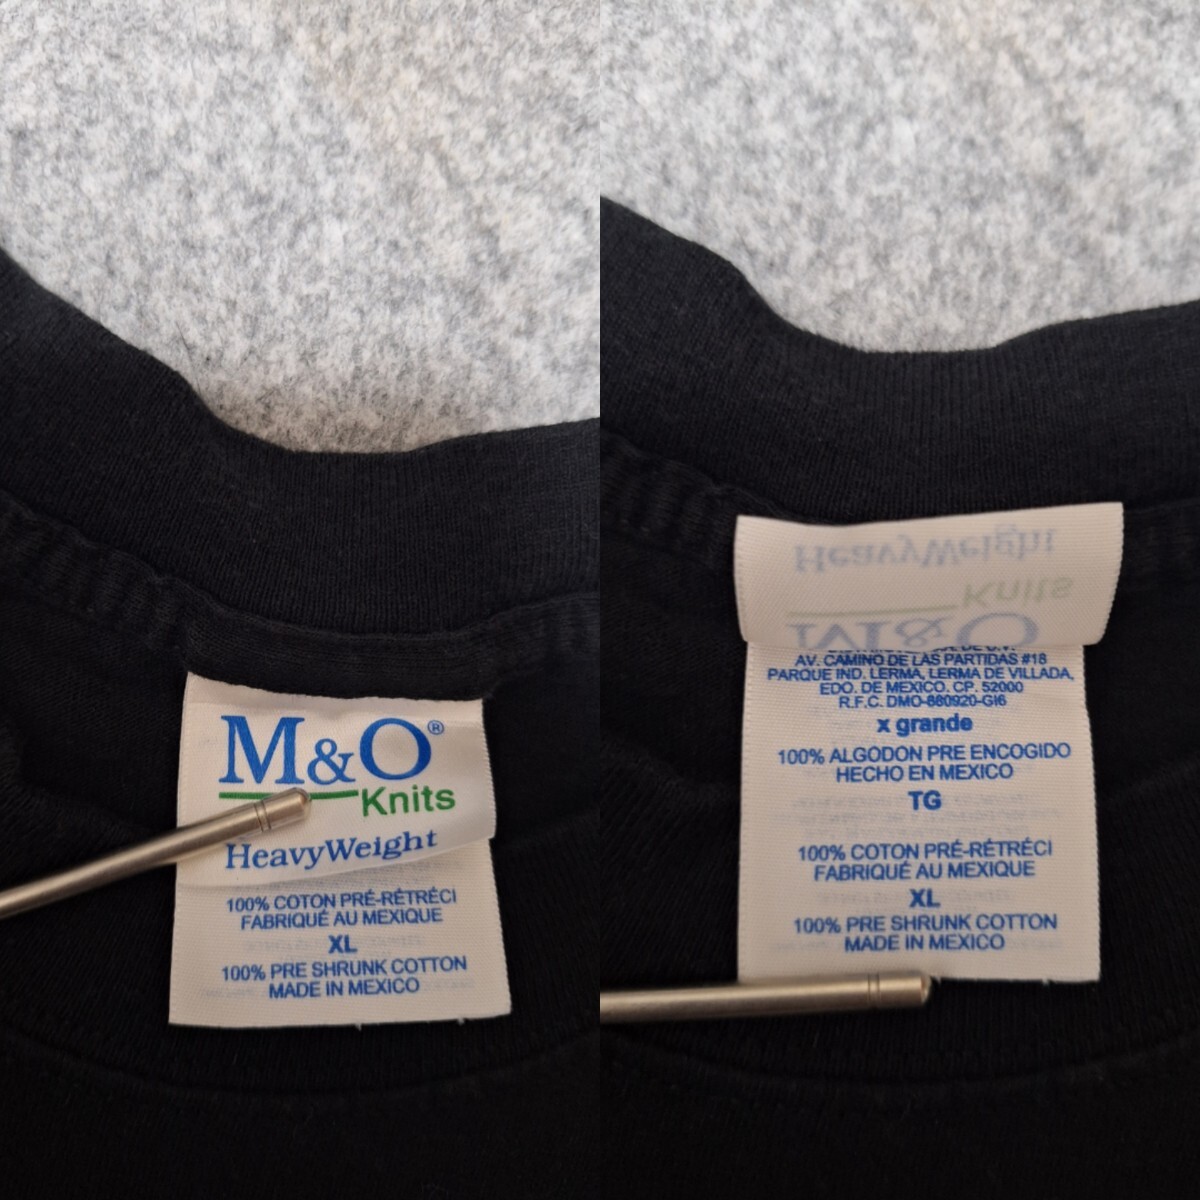 M&O®
Knits
HeavyWeight
100% COTON PRÉ-RÉTRÉCI
FABRIQUÉ AU MEXIQUE
XL
100% PRE SHRUNK COTTON
MADE IN MEXICO
HeavyWeight
Knits
M&O
AV. CAMINO DE LAS PARTIDAS #18
PARQUE IND. LERMA, LERMA DE VILLADA,
EDO. DE MEXICO. CP. 52000
R.F.C. DMO-880920-GI6
x grande
100% ALGODON PRE ENCOGIDO
HECHO EN MEXICO
TG
100% COTON PRÉ-RÉTRÉCI
FABRIQUÉ AU MEXIQUE
XL
100% PRE SHRUNK COTTON
MADE IN MEXICO